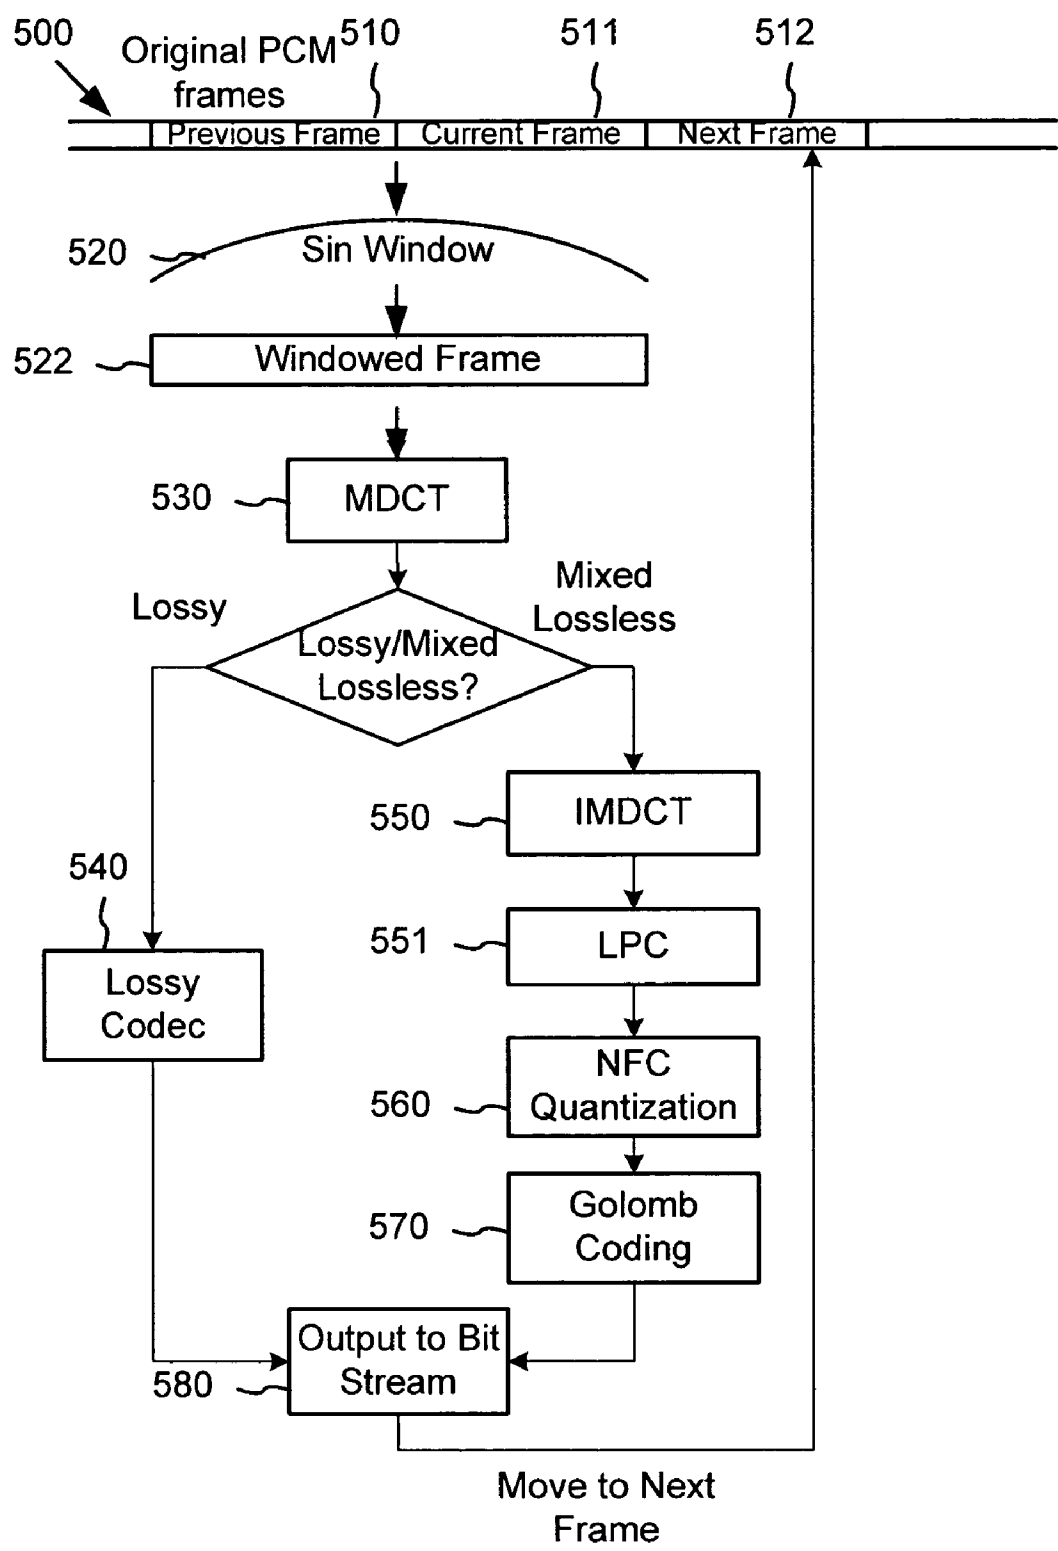 500
Original PCM
frames
510
511
512
Previous Frame
Current Frame
Next Frame
520
Sin Window
522
Windowed Frame
530
MDCT
Lossy
Mixed
Lossless
Lossy/Mixed
Lossless?
550
IMDCT
540
Lossy
Codec
551
LPC
560
NFC
Quantization
570
Golomb
Coding
580
Output to Bit
Stream
Move to Next
Frame